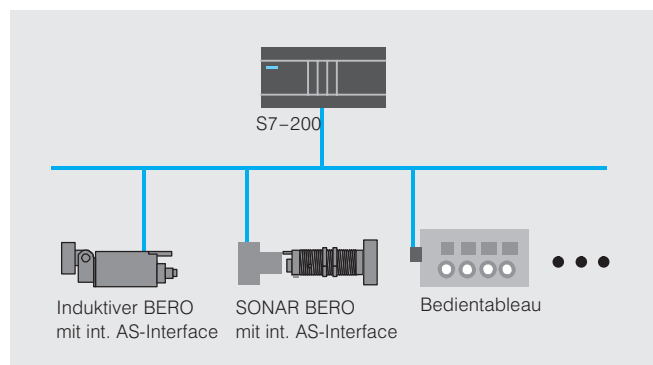 S7–200
Induktiver BERO
mit int. AS-Interface
SONAR BERO
mit int. AS-Interface
Bedientableau